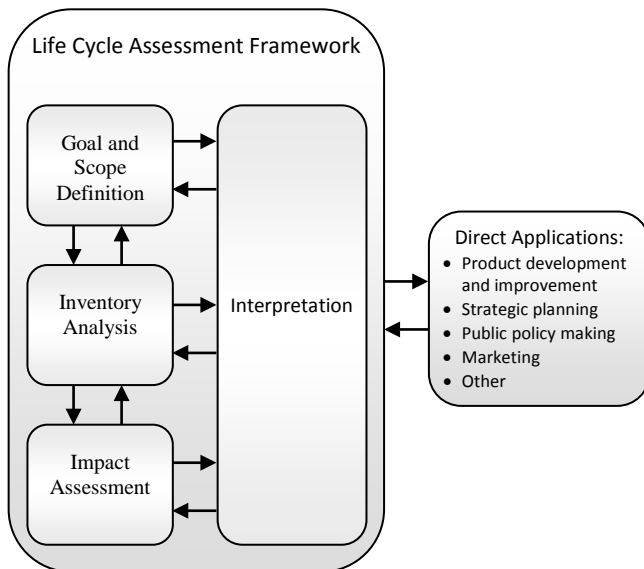 Life Cycle Assessment Framework
Goal and
Scope
Definition
Inventory
Analysis
Impact
Assessment
Interpretation
Direct Applications:
• Product development
and improvement
• Strategic planning
• Public policy making
• Marketing
• Other